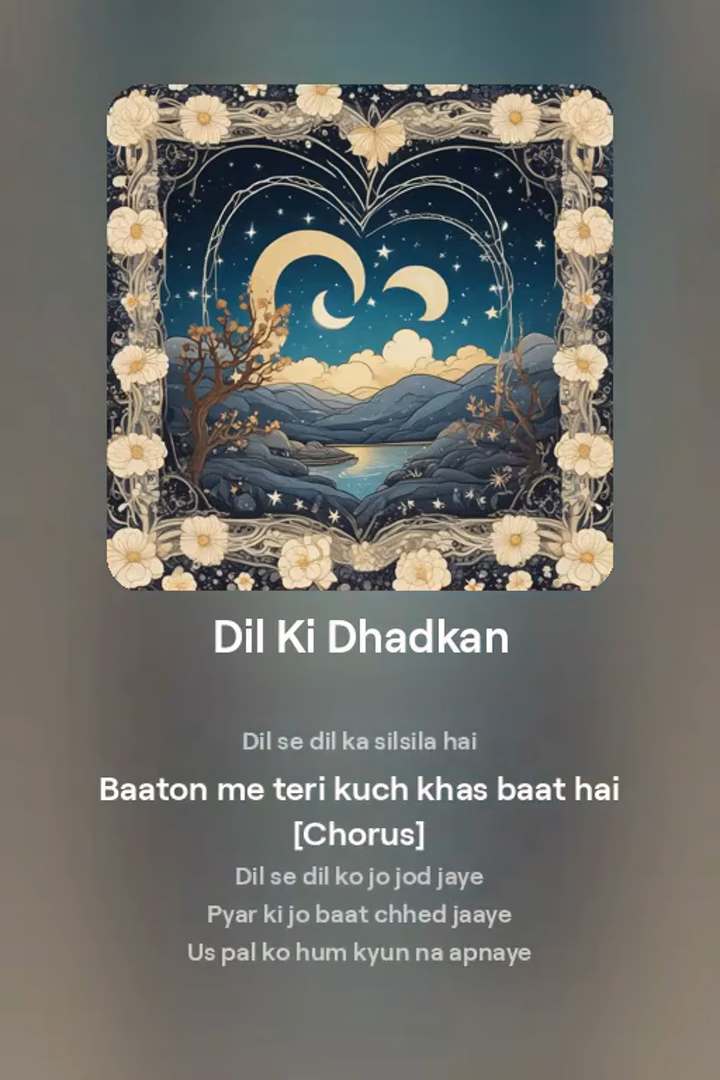 Dil Ki Dhadkan
Dil se dil ka silsila hai
Baaton me teri kuch khas baat hai
[Chorus]
Dil se dil ko jo jod jaye
Pyar ki jo baat chhed jaaye
Us pal ko hum kyun na apnaye